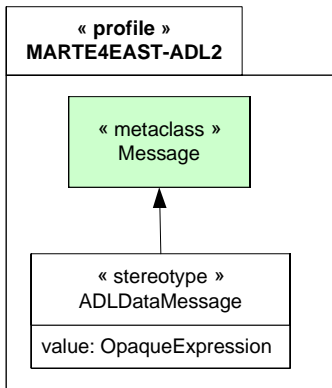 « profile »
MARTE4EAST-ADL2
« metaclass »
Message
« stereotype »
ADLDataMessage
value: OpaqueExpression